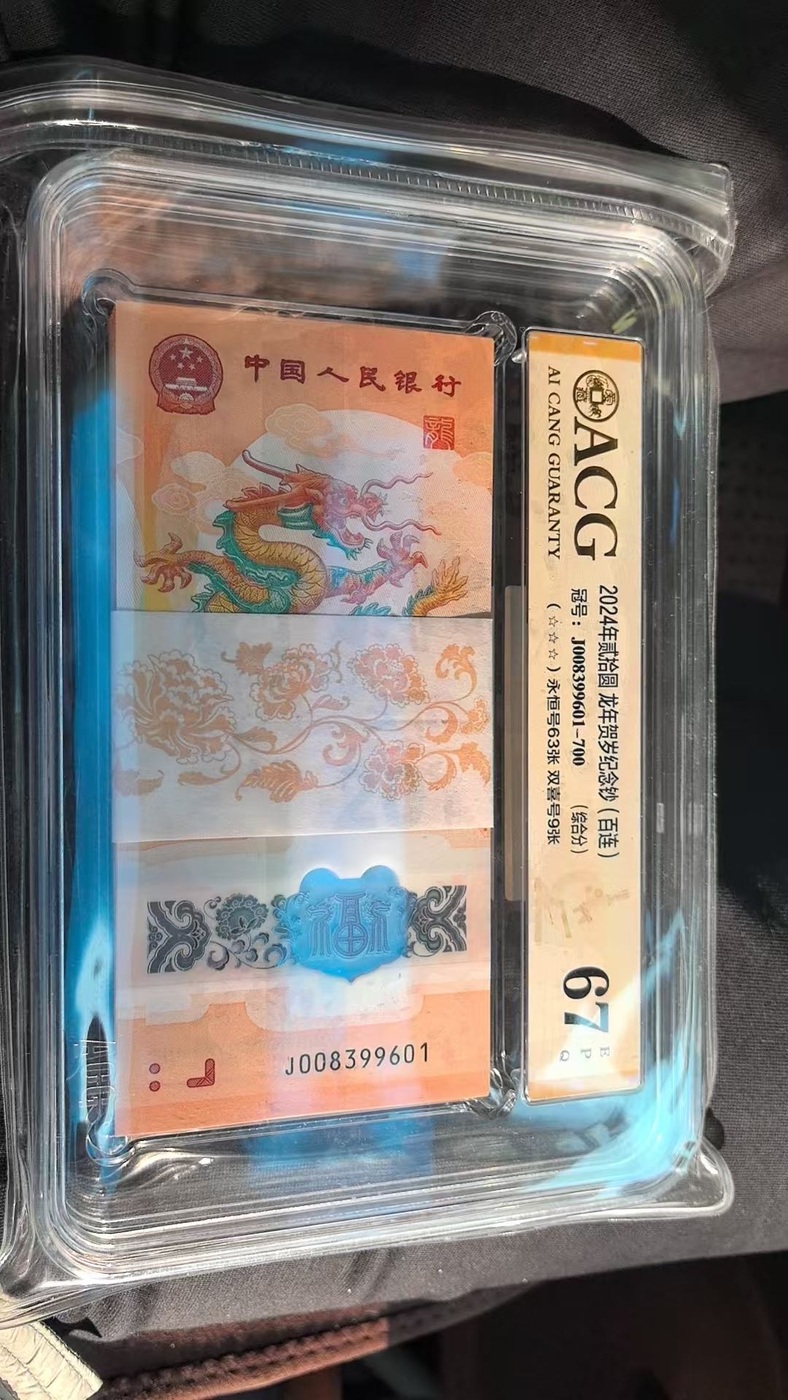 ACG
AI CANG GUARANTY
2024年贰拾圆 龙年贺岁纪念钞（百连）
冠号：J008399601-700 （综合分）
（☆☆☆）永恒号63张 双喜号9张
67
E
P
Q
中国人民银行
龍
福
J008399601